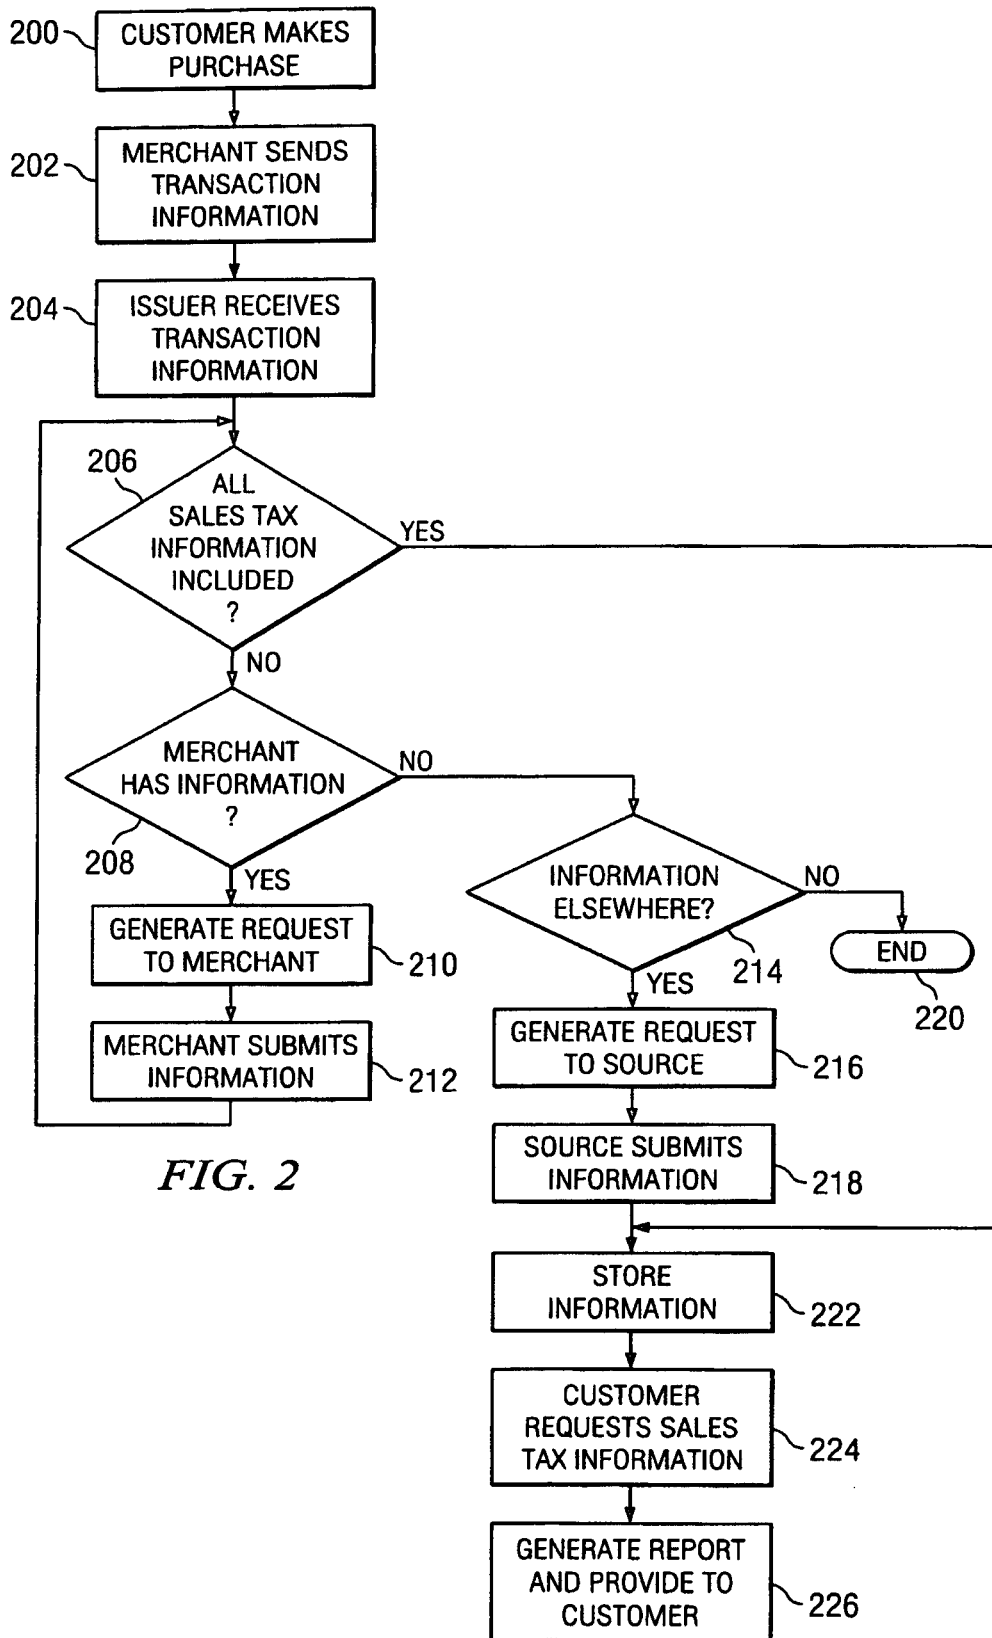 200
CUSTOMER MAKES
PURCHASE
202
MERCHANT SENDS
TRANSACTION
INFORMATION
204
ISSUER RECEIVES
TRANSACTION
INFORMATION
206
ALL
SALES TAX
INFORMATION
INCLUDED
?
YES
NO
MERCHANT
HAS INFORMATION
?
NO
208
YES
INFORMATION
ELSEWHERE?
NO
214
END
220
GENERATE REQUEST
TO MERCHANT
210
YES
MERCHANT SUBMITS
INFORMATION
212
GENERATE REQUEST
TO SOURCE
216
SOURCE SUBMITS
INFORMATION
218
FIG. 2
STORE
INFORMATION
222
CUSTOMER
REQUESTS SALES
TAX INFORMATION
224
GENERATE REPORT
AND PROVIDE TO
CUSTOMER
226